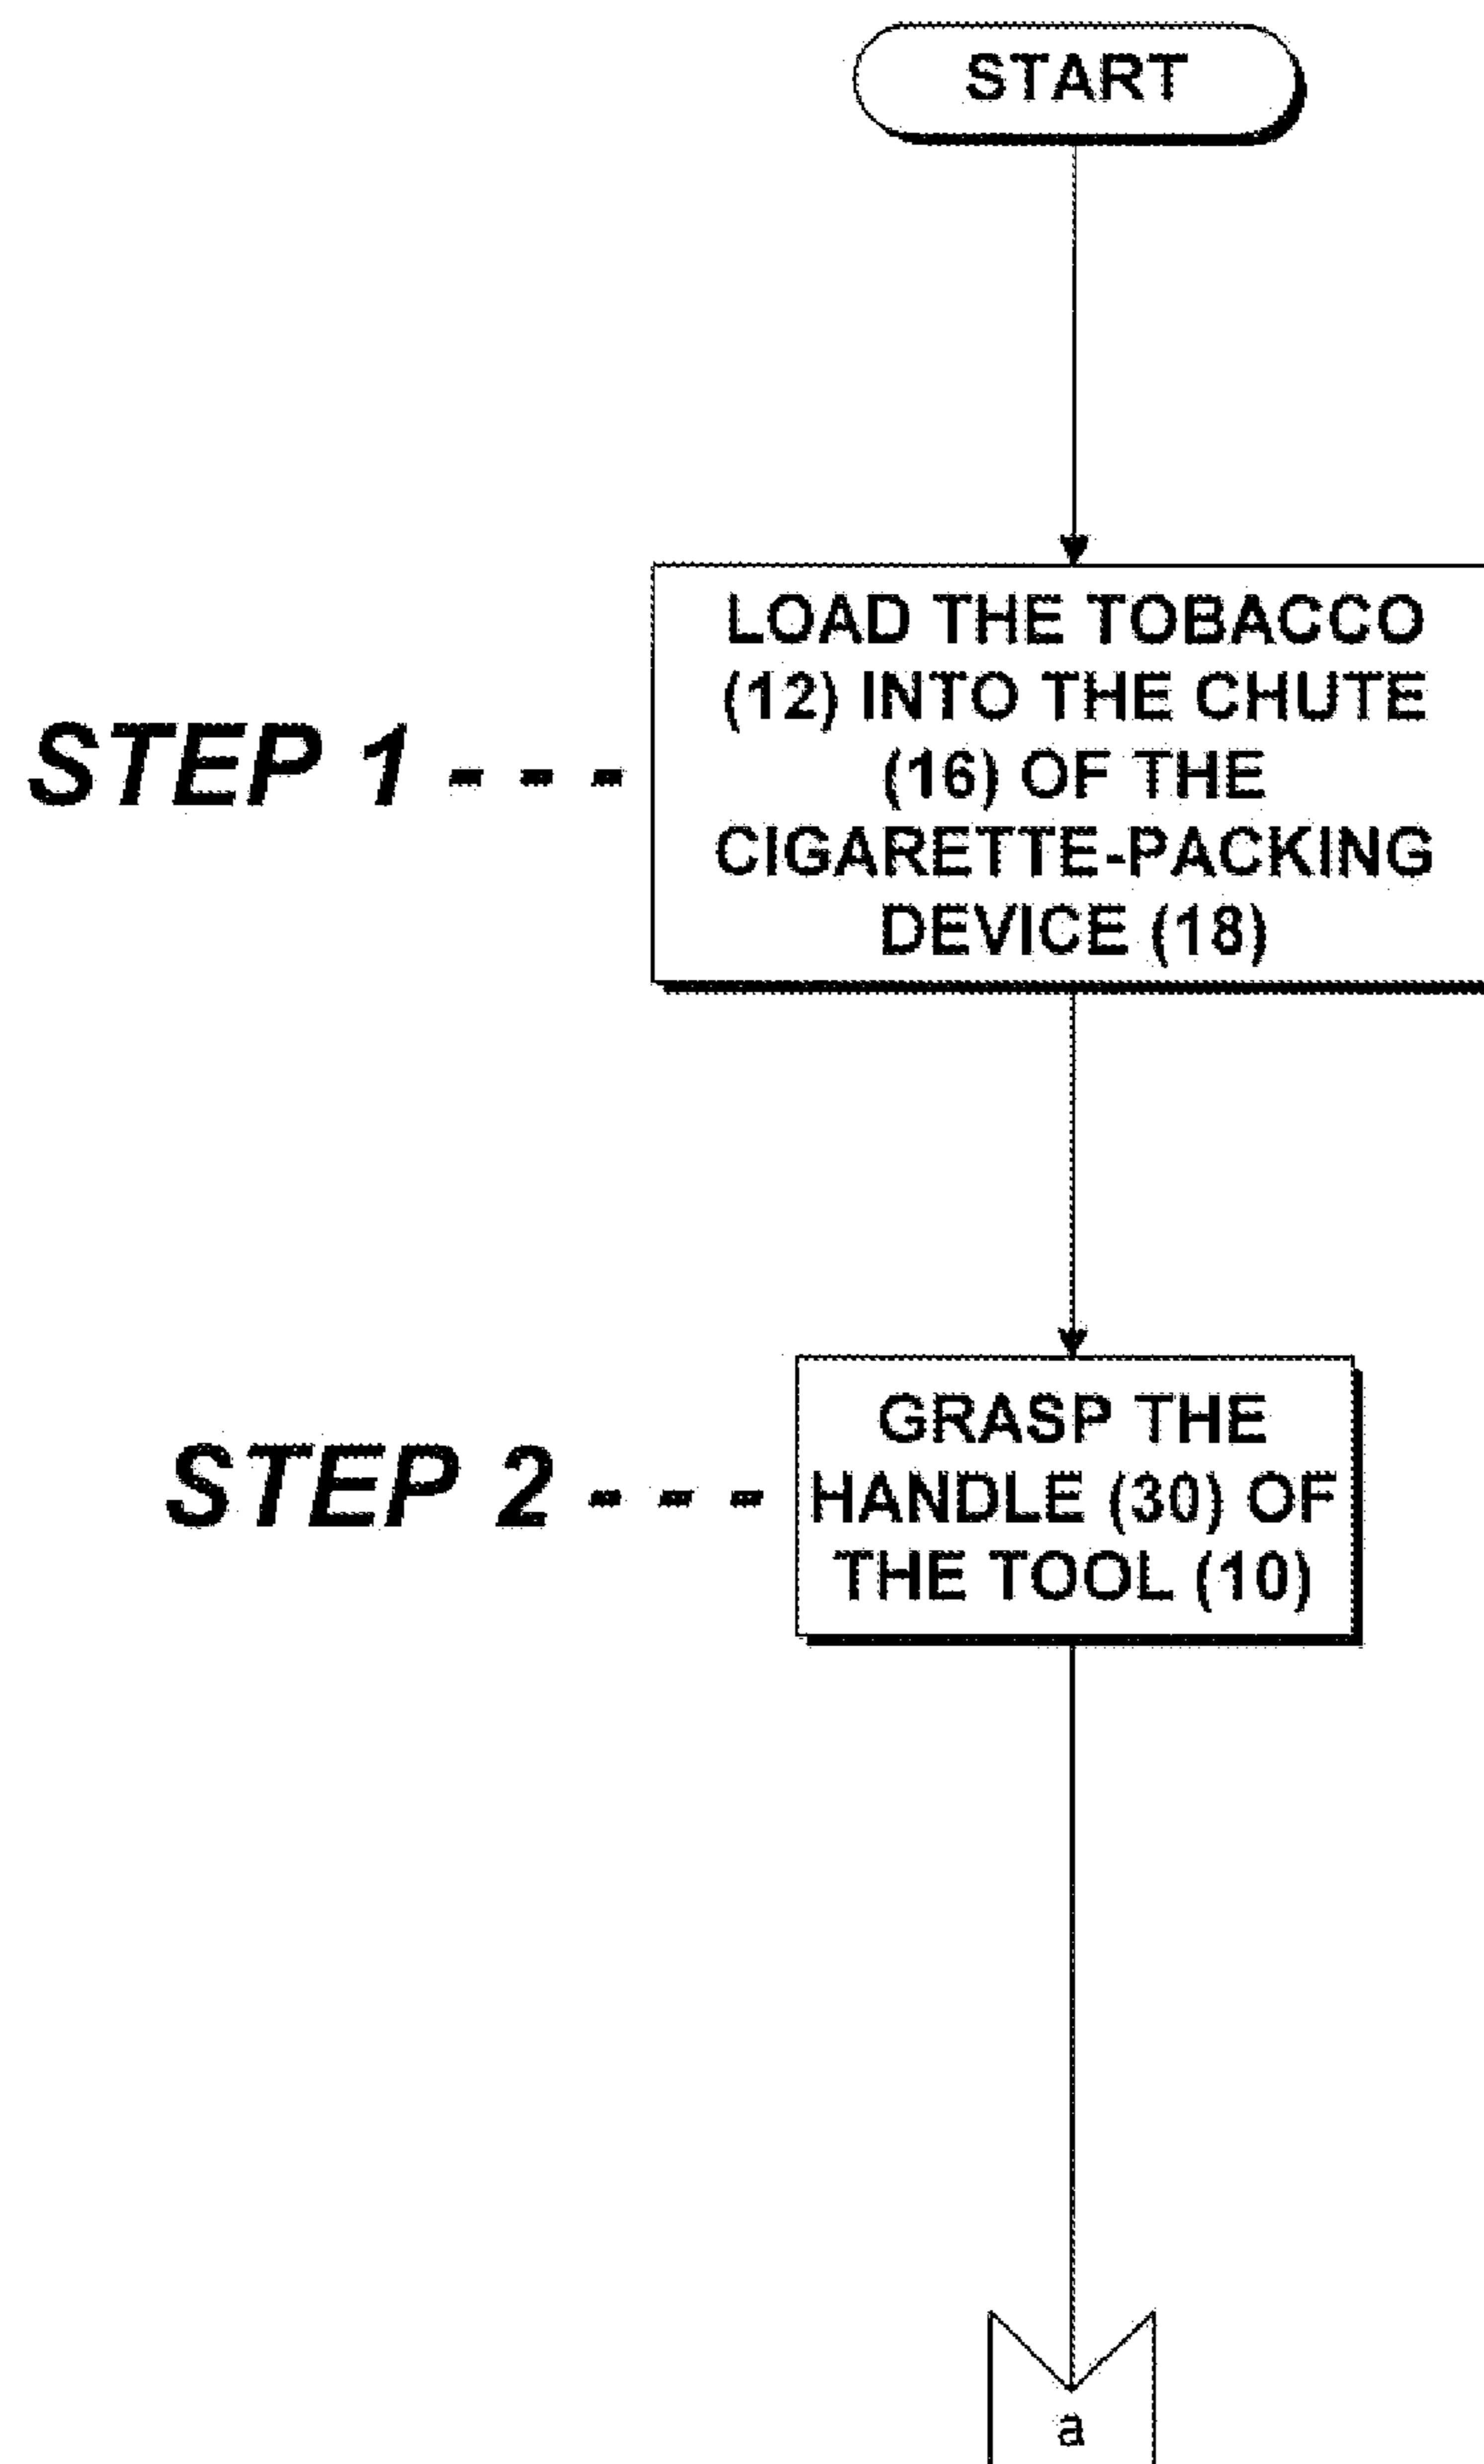 START
LOAD THE TOBACCO
(12) INTO THE CHUTE
(16) OF THE
CIGARETTE-PACKING
DEVICE (18)
STEP 1 - - -
GRASP THE
HANDLE (30) OF
THE TOOL (10)
STEP 2 - - -
a